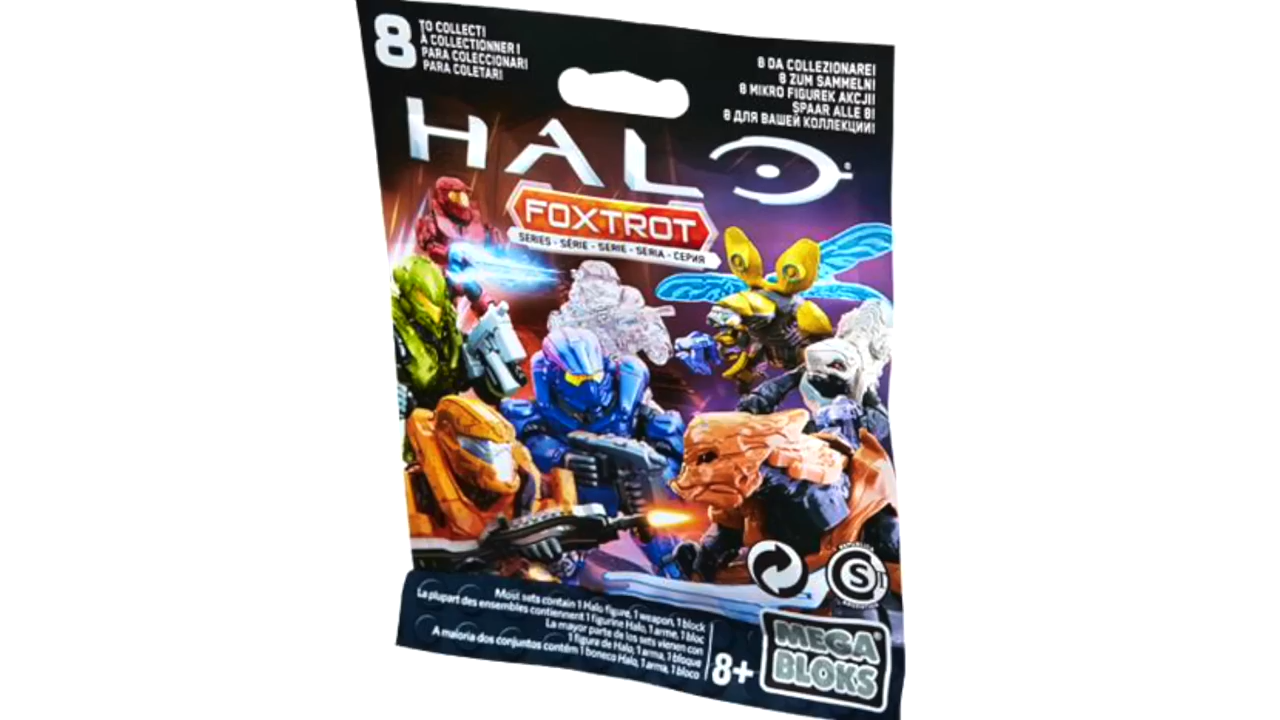 8
TO COLLECT!
À COLLECTIONNER!
PARA COLECCIONAR!
PARA COLETAR!
8 DA COLLEZIONARE!
8 ZUM SAMMELN!
8 MIKRO FIGUREK AKCJI!
SPAAR ALLE 8!
8 ДЛЯ ВАШЕЙ КОЛЛЕКЦИИ!
HALO®
FOXTROT
SERIES - SÉRIE - SERIE - SERIA - СЕРИЯ
S
Most sets contain 1 Halo figure, 1 weapon, 1 block
La plupart des ensembles contiennent 1 figurine Halo, 1 arme, 1 bloc
La mayor parte de los sets vienen con
1 figura de Halo, 1 arma, 1 bloque
A maioria dos conjuntos contém 1 boneco Halo, 1 arma, 1 bloco
8+
MEGA
BLOKS